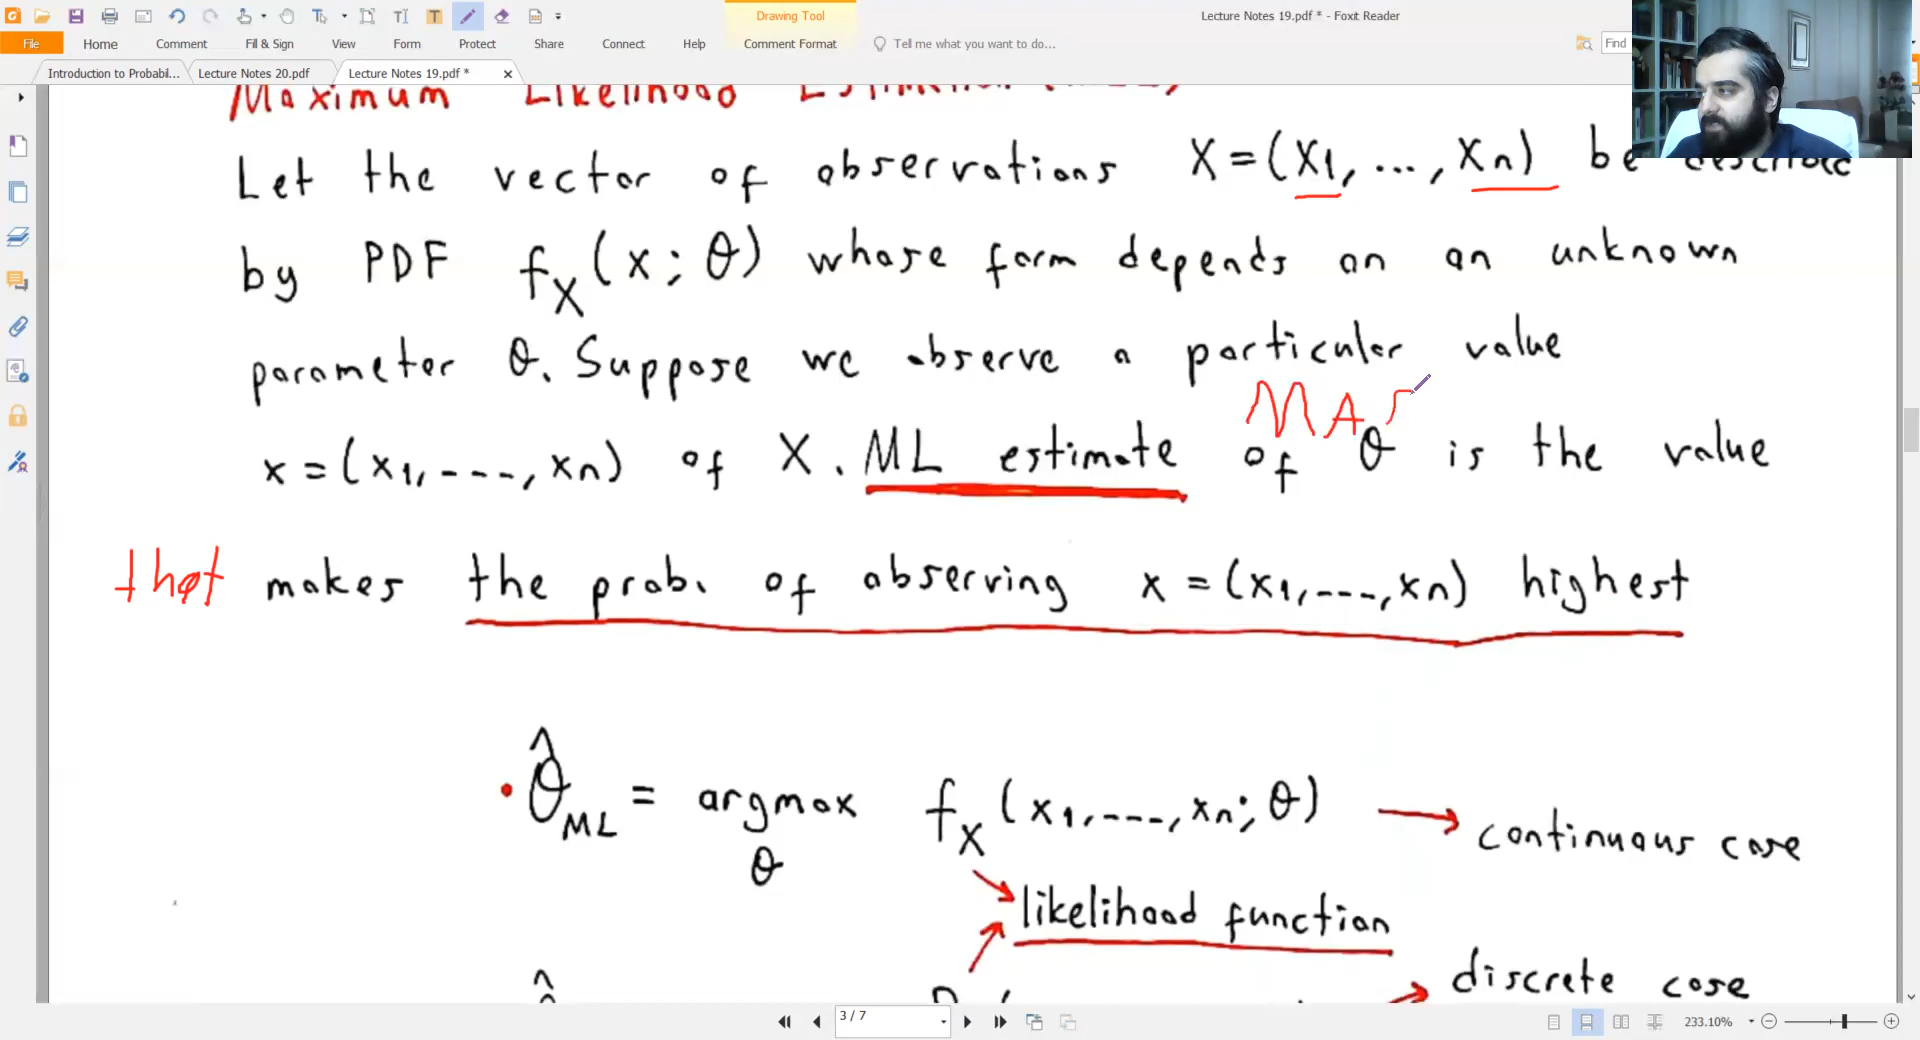 Drawing Tool
Lecture Notes 19.pdf * - Foxit Reader
File Home Comment Fill & Sign View Form Protect Share Connect Help Comment Format Tell me what you want to do... Find
Introduction to Probabil... Lecture Notes 20.pdf Lecture Notes 19.pdf *
Maximum Likelihood
Let the vector of observations X = (X1, ..., Xn) be
by PDF fX(x; θ) whose form depends on an unknown
parameter θ. Suppose we observe a particular value
MA
x = (x1, ---, xn) of X. ML estimate of θ is the value
that makes the prob. of observing x = (x1, ---, xn) highest
θ̂ML = argmax fX(x1, ---, xn; θ) → continuous case
θ
likelihood function
discrete case
3 / 7
233.10%